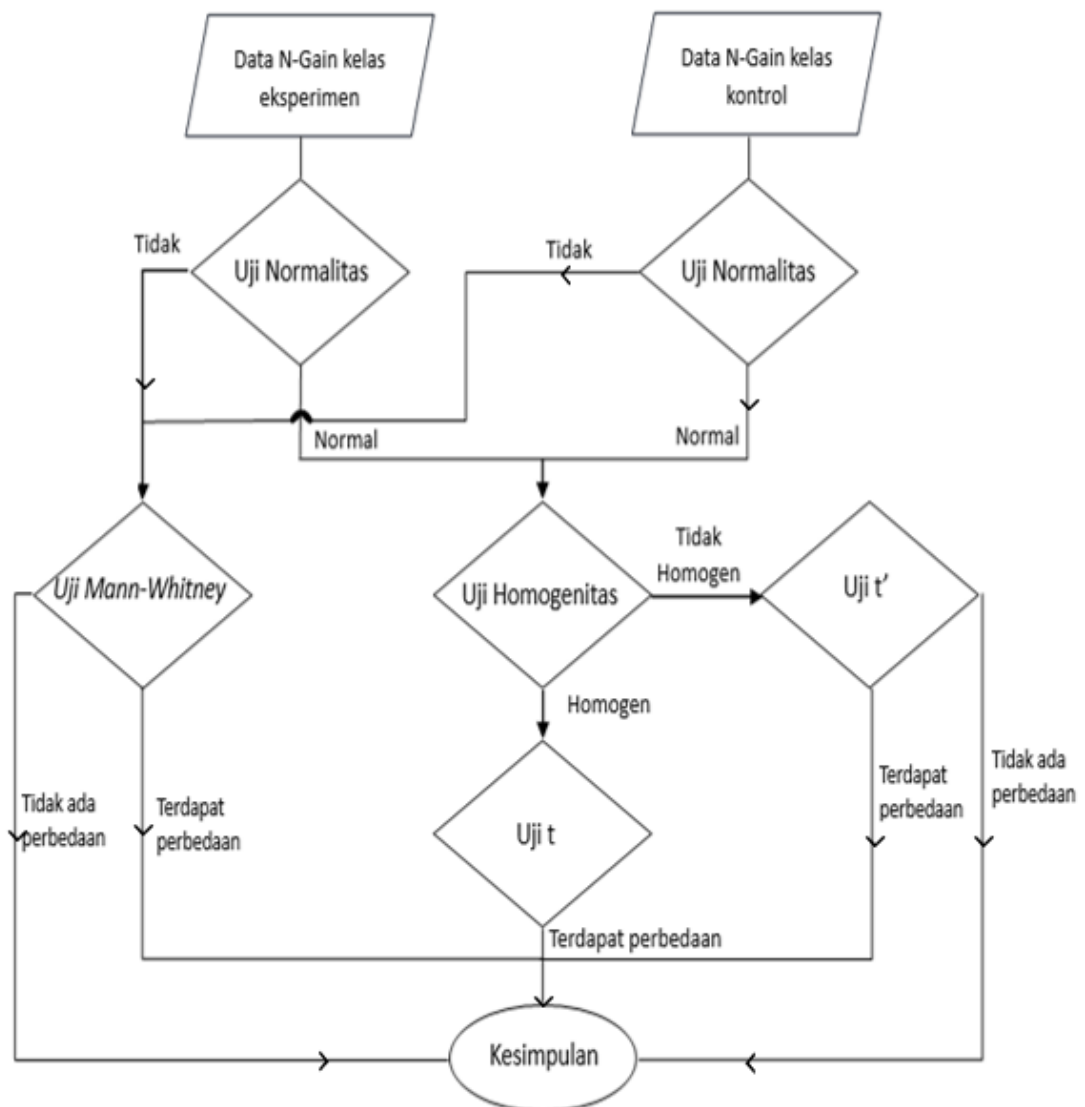 Data N-Gain kelas
eksperimen
Data N-Gain kelas
kontrol
Tidak
Uji Normalitas
Tidak
Uji Normalitas
Normal
Normal
Uji Mann-Whitney
Uji Homogenitas
Tidak
Homogen
Uji t’
Homogen
Tidak ada
perbedaan
Terdapat
perbedaan
Uji t
Terdapat
perbedaan
Tidak ada
perbedaan
Terdapat perbedaan
Kesimpulan